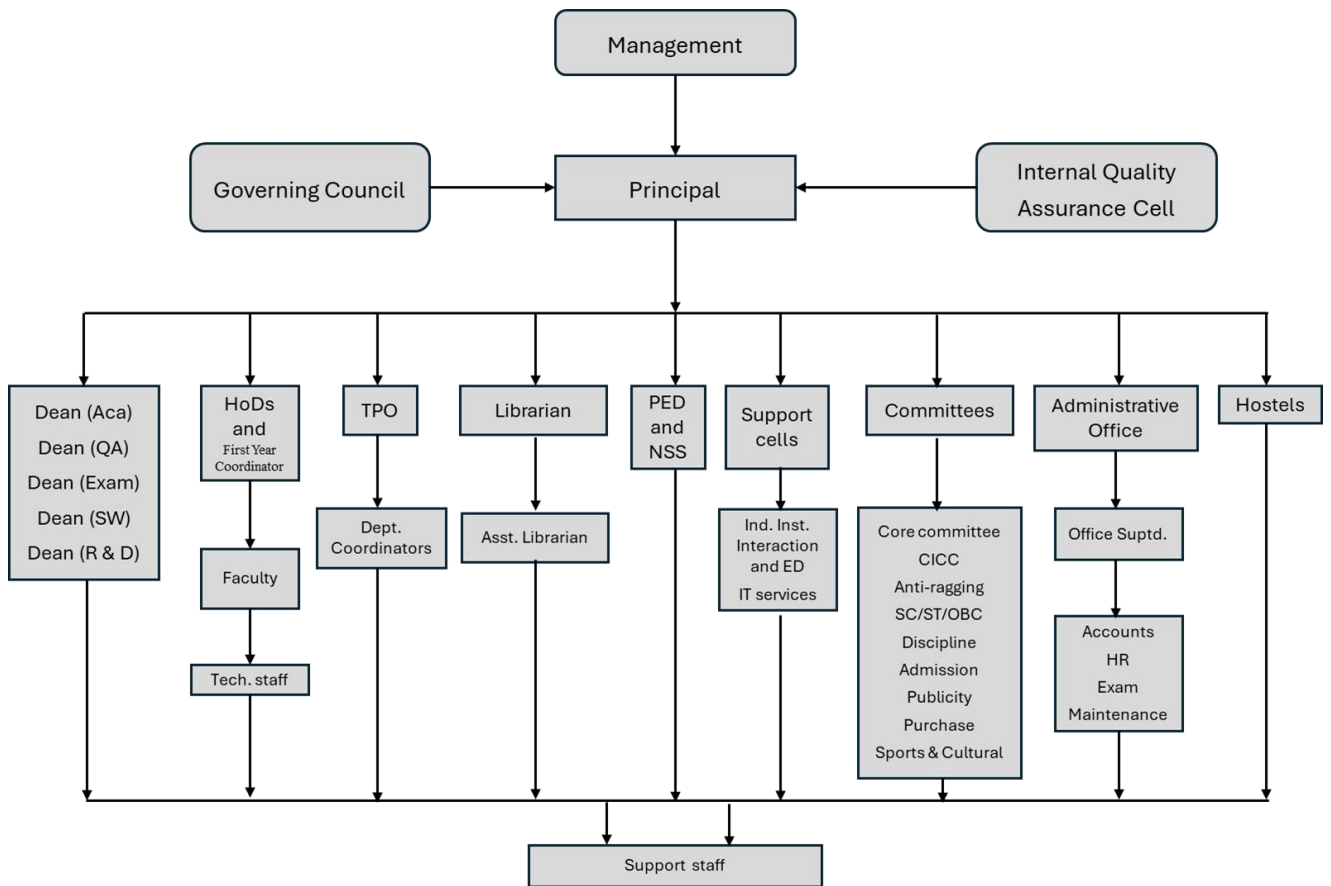 Management
Governing Council
Principal
Internal Quality
Assurance Cell
Dean (Aca)
Dean (QA)
Dean (Exam)
Dean (SW)
Dean (R & D)
HoDs
and
First Year
Coordinator
Faculty
Tech. staff
TPO
Dept.
Coordinators
Librarian
Asst. Librarian
PED
and
NSS
Support
cells
Ind. Inst.
Interaction
and ED
IT services
Committees
Core committee
CICC
Anti-ragging
SC/ST/OBC
Discipline
Admission
Publicity
Purchase
Sports & Cultural
Administrative
Office
Office Suptd.
Accounts
HR
Exam
Maintenance
Hostels
Support staff